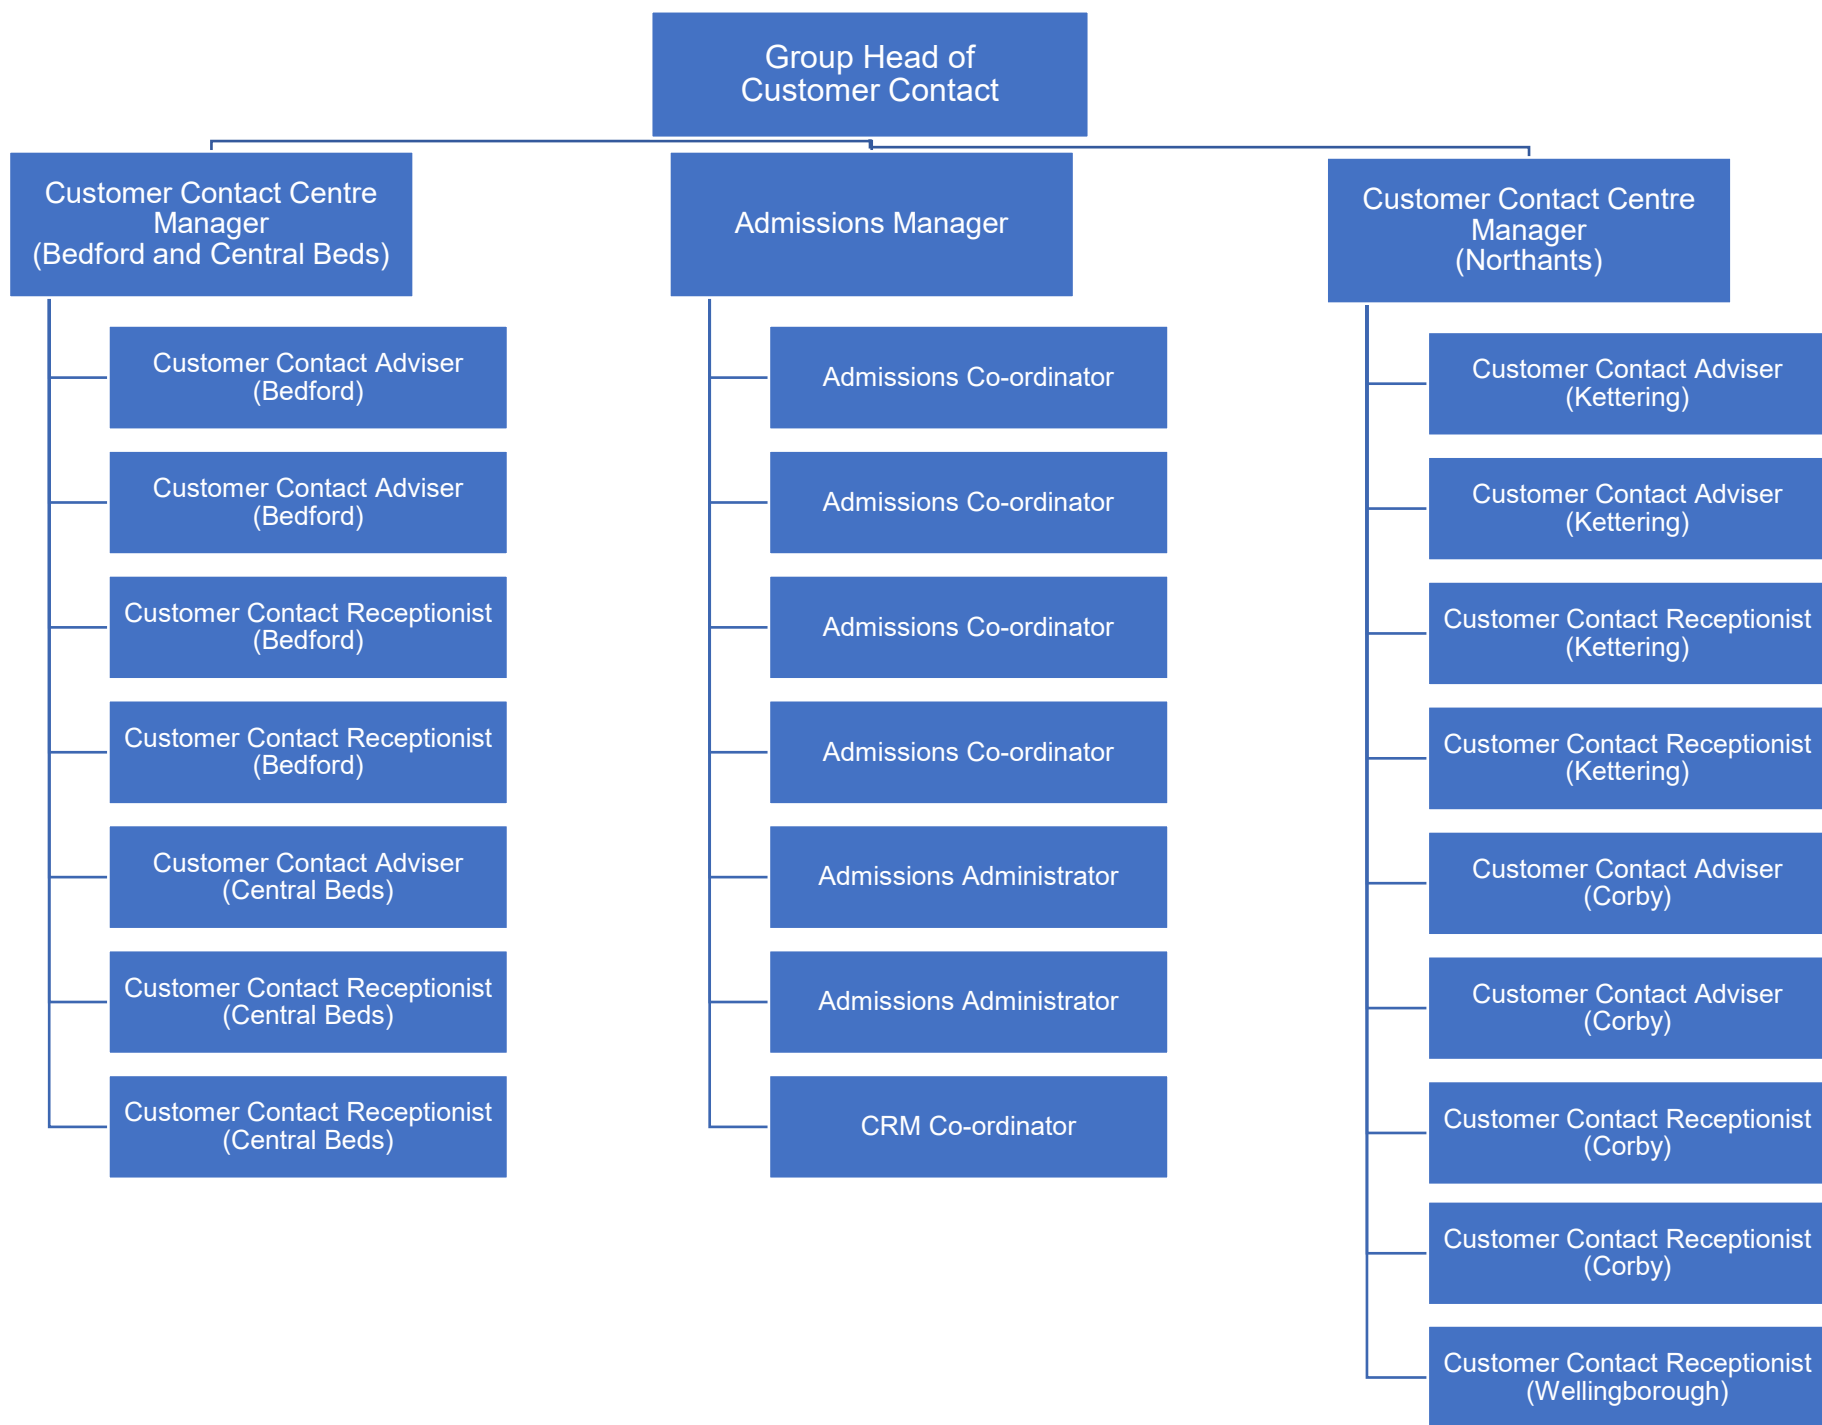 Group Head of
Customer Contact
Customer Contact Centre
Manager
(Bedford and Central Beds)
Customer Contact Adviser
(Bedford)
Customer Contact Adviser
(Bedford)
Customer Contact Receptionist
(Bedford)
Customer Contact Receptionist
(Bedford)
Customer Contact Adviser
(Central Beds)
Customer Contact Receptionist
(Central Beds)
Customer Contact Receptionist
(Central Beds)
Admissions Manager
Admissions Co-ordinator
Admissions Co-ordinator
Admissions Co-ordinator
Admissions Co-ordinator
Admissions Administrator
Admissions Administrator
CRM Co-ordinator
Customer Contact Centre
Manager
(Northants)
Customer Contact Adviser
(Kettering)
Customer Contact Adviser
(Kettering)
Customer Contact Receptionist
(Kettering)
Customer Contact Receptionist
(Kettering)
Customer Contact Adviser
(Corby)
Customer Contact Adviser
(Corby)
Customer Contact Receptionist
(Corby)
Customer Contact Receptionist
(Corby)
Customer Contact Receptionist
(Wellingborough)